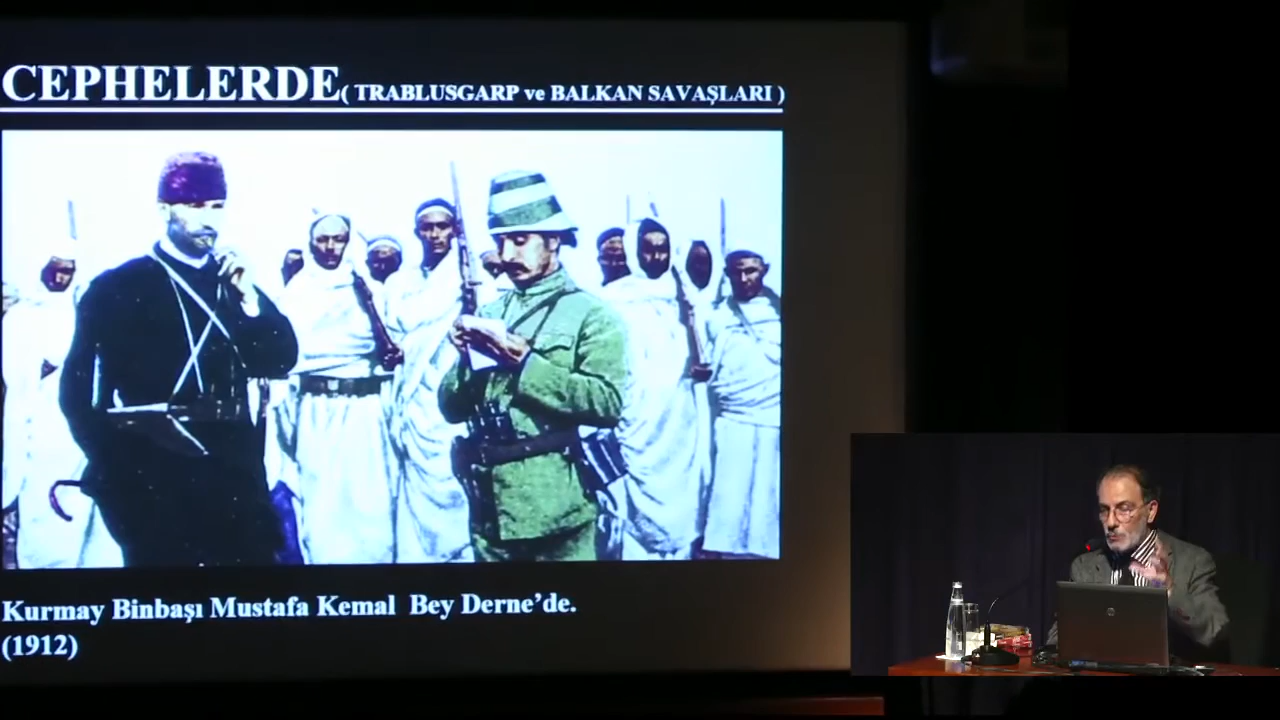 CEPHELERDE( TRABLUSGARP ve BALKAN SAVAŞLARI )
Kurmay Binbaşı Mustafa Kemal Bey Derne’de.
(1912)